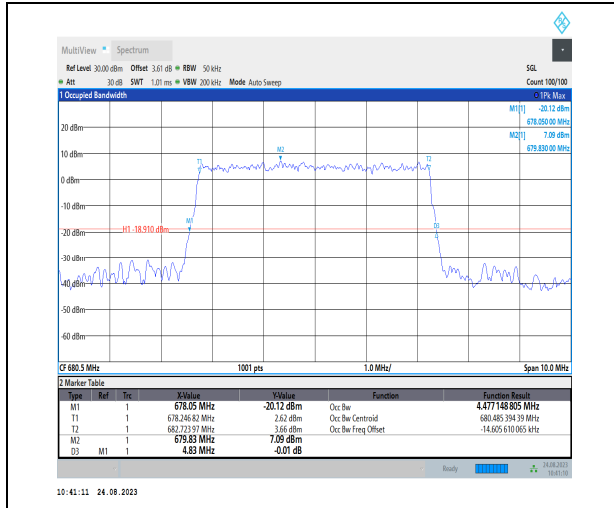 MultiView Spectrum
Ref Level 30.00 dBm Offset 3.61 dB RBW 50 kHz SGL
Att 30 dB SWT 1.01 ms VBW 200 kHz Mode Auto Sweep Count 100/100
1 Occupied Bandwidth 1Pk Max
M1[1] -20.12 dBm
678.050 00 MHz
M2[1] 7.09 dBm
679.830 00 MHz
20 dBm
10 dBm
M2
T1
T2
0 dBm
-10 dBm
M1
D3
H1 -18.910 dBm
-20 dBm
-30 dBm
-40 dBm
-50 dBm
-60 dBm
CF 680.5 MHz 1001 pts 1.0 MHz/ Span 10.0 MHz
2 Marker Table
Type Ref Trc X-Value Y-Value Function Function Result
M1 1 678.05 MHz -20.12 dBm Occ Bw 4.477 148 805 MHz
T1 1 678.246 82 MHz 2.62 dBm Occ Bw Centroid 680.485 394 39 MHz
T2 1 682.723 97 MHz 3.66 dBm Occ Bw Freq Offset -14.605 610 065 kHz
M2 1 679.83 MHz 7.09 dBm
D3 M1 1 4.83 MHz -0.01 dB
Ready 24.08.2023
10:41:10
10:41:11 24.08.2023